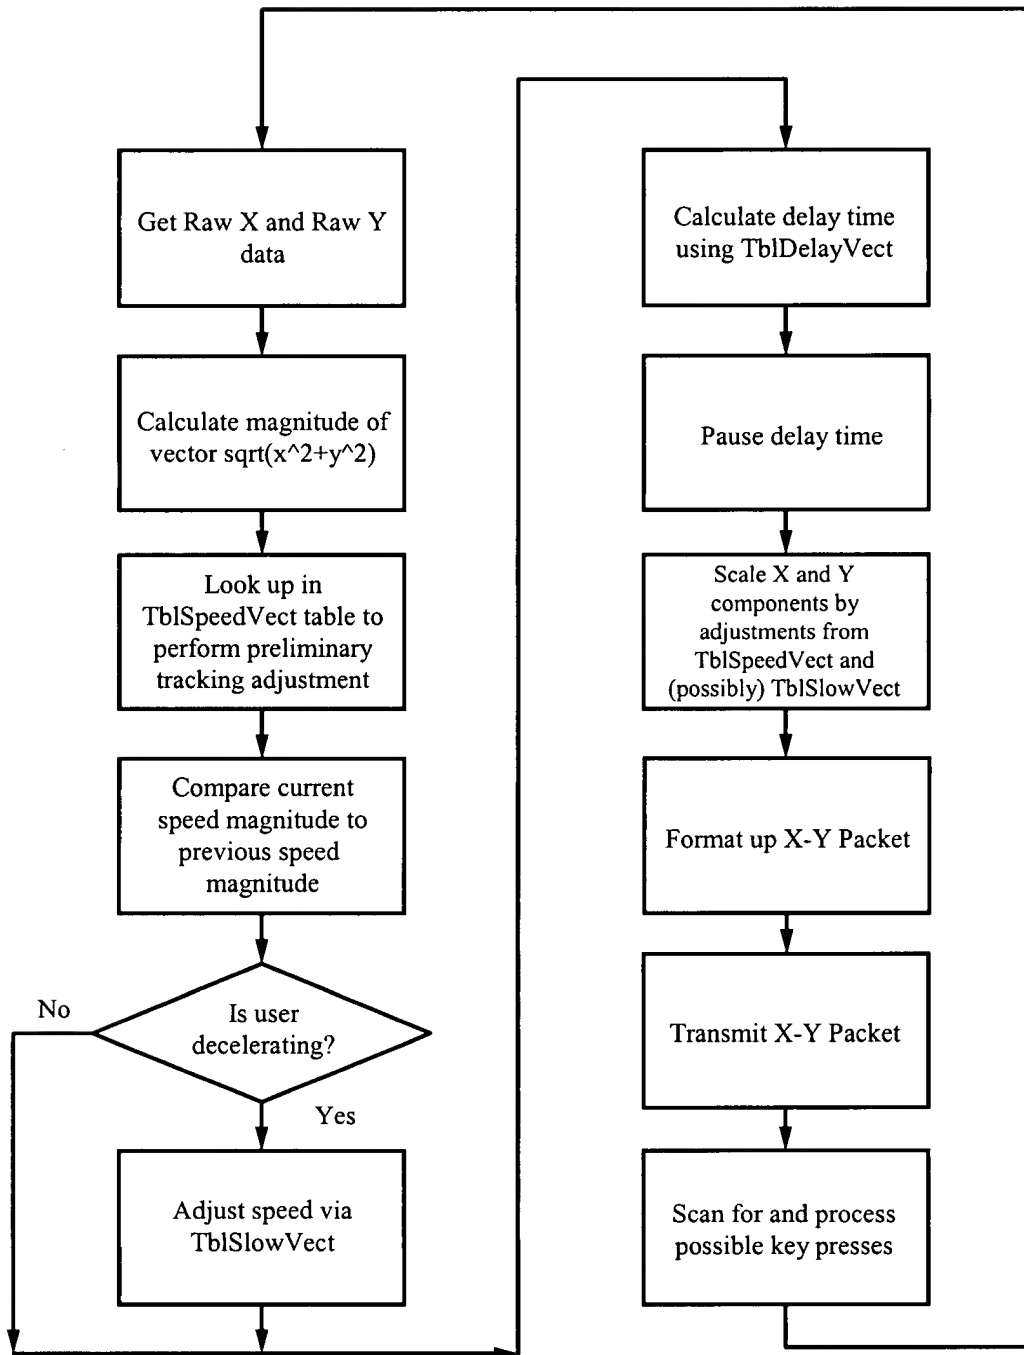 Get Raw X and Raw Y
data
Calculate magnitude of
vector sqrt(x^2+y^2)
Look up in
TblSpeedVect table to
perform preliminary
tracking adjustment
Compare current
speed magnitude to
previous speed
magnitude
No
Is user
decelerating?
Yes
Adjust speed via
TblSlowVect
Calculate delay time
using TblDelayVect
Pause delay time
Scale X and Y
components by
adjustments from
TblSpeedVect and
(possibly) TblSlowVect
Format up X-Y Packet
Transmit X-Y Packet
Scan for and process
possible key presses